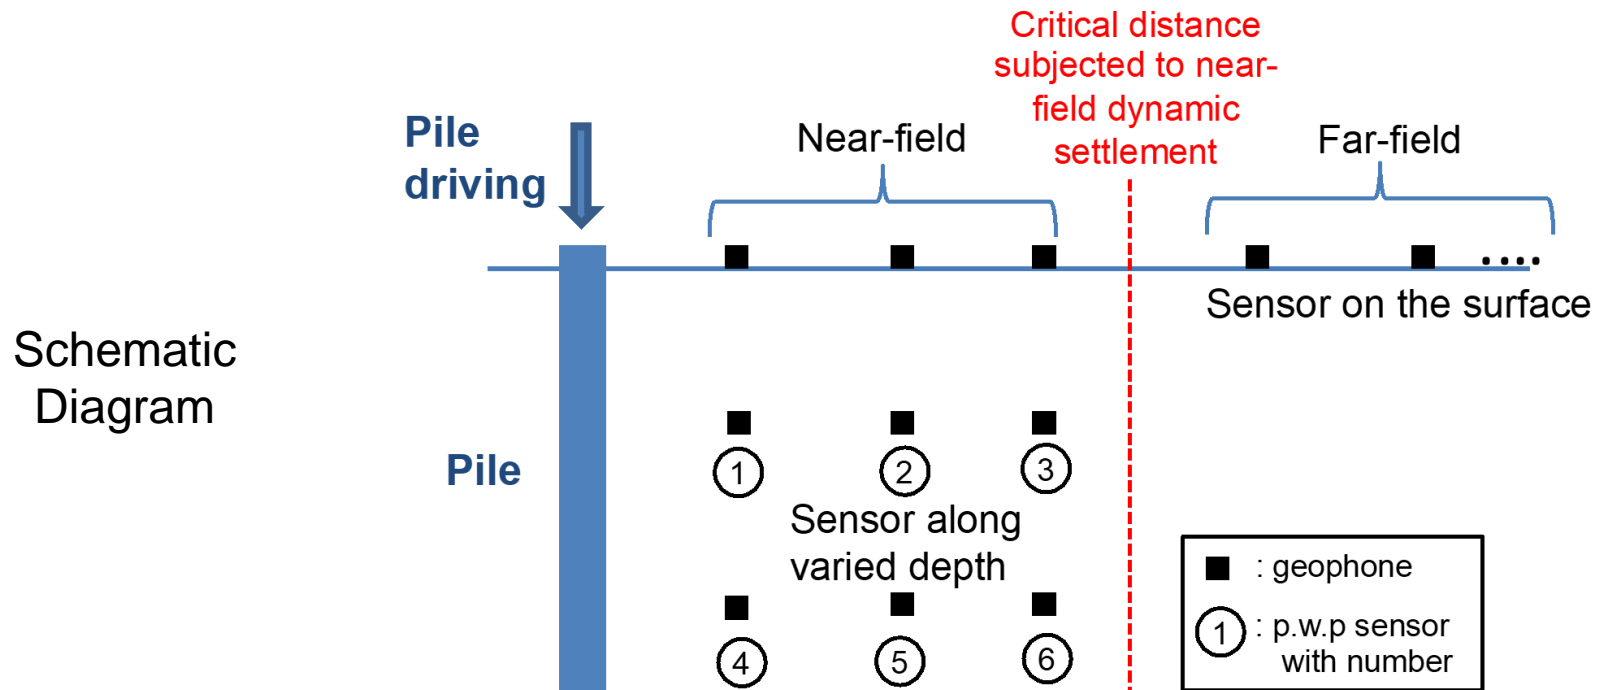 Critical distance
subjected to near-
field dynamic
settlement
Pile
driving
Near-field
Far-field
....
Sensor on the surface
Schematic
Diagram
Pile
1
2
3
Sensor along
varied depth
4
5
6
: geophone
1 : p.w.p sensor
with number